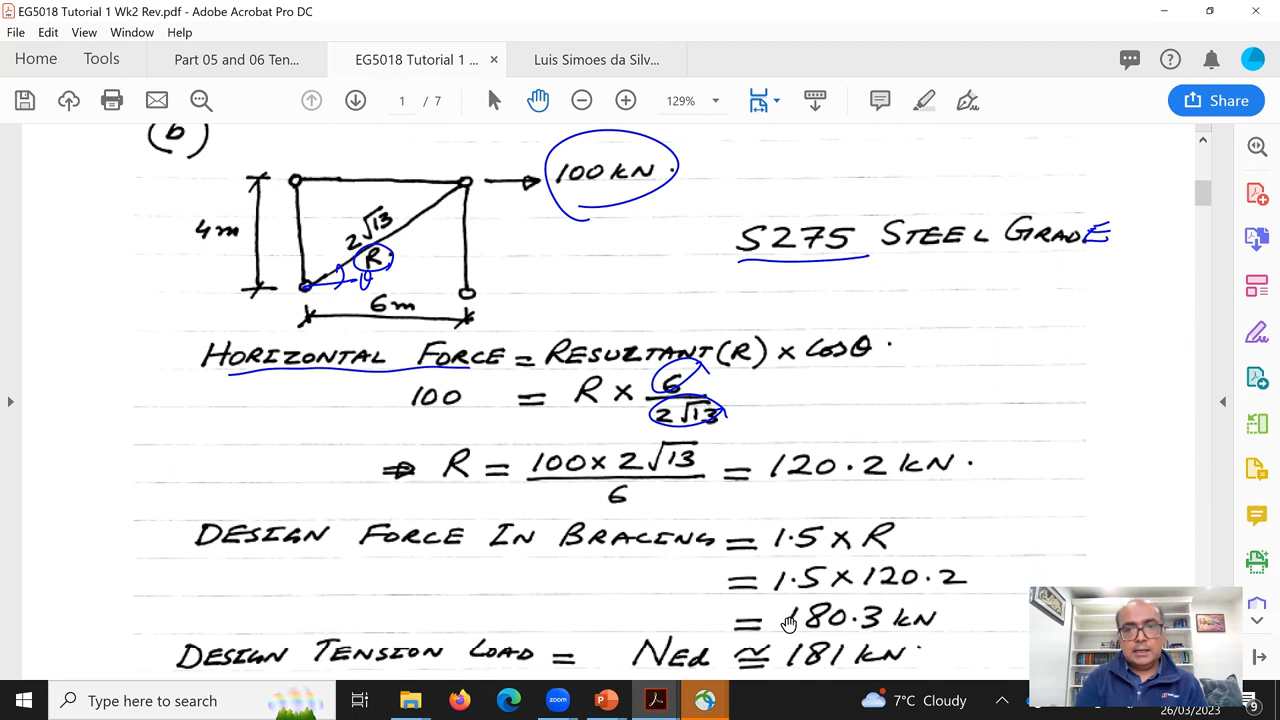 EG5018 Tutorial 1 Wk2 Rev.pdf - Adobe Acrobat Pro DC
File Edit View Window Help
Home Tools Part 05 and 06 Ten... EG5018 Tutorial 1 ... × Luis Simoes da Silv...
1 / 7 129% Share
(b)
100 KN.
4m
2√13
R
θ
6m
S275 STEEL GRADE
HORIZONTAL FORCE = RESULTANT(R) × COSθ.
100 = R × 6 / 2√13
⇒ R = 100 × 2√13 / 6 = 120.2 KN.
DESIGN FORCE IN BRACING = 1.5 × R
= 1.5 × 120.2
= 180.3 KN
DESIGN TENSION LOAD = NEd ≅ 181 KN.
Type here to search
zoom
7°C Cloudy
26/03/2023
9